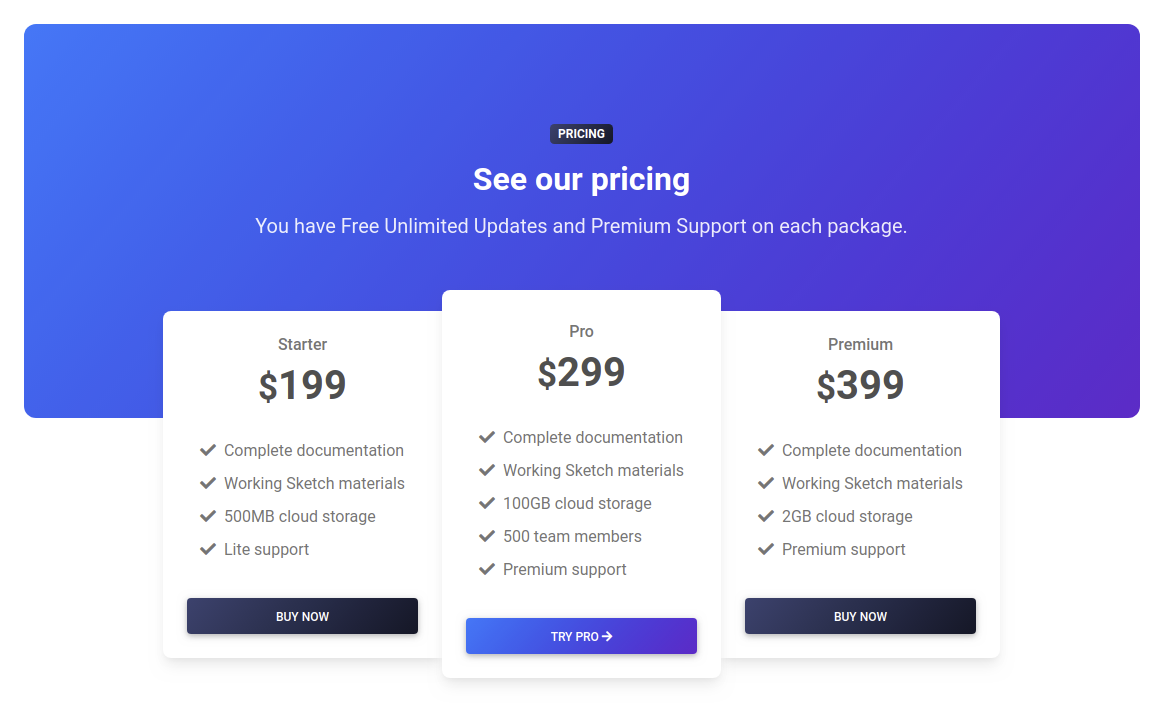 PRICING
See our pricing
You have Free Unlimited Updates and Premium Support on each package.
Starter
$199
Complete documentation
Working Sketch materials
500MB cloud storage
Lite support
BUY NOW
Pro
$299
Complete documentation
Working Sketch materials
100GB cloud storage
500 team members
Premium support
TRY PRO
Premium
$399
Complete documentation
Working Sketch materials
2GB cloud storage
Premium support
BUY NOW